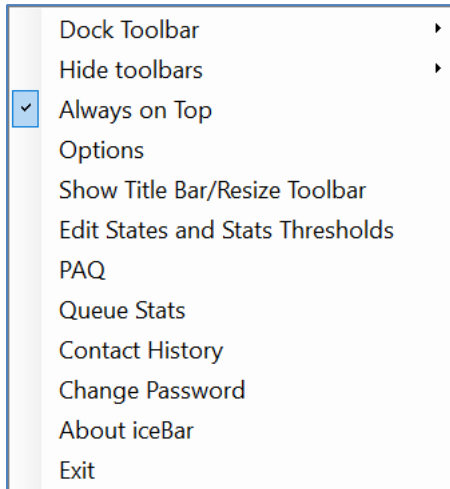 Dock Toolbar
Hide toolbars
Always on Top
Options
Show Title Bar/Resize Toolbar
Edit States and Stats Thresholds
PAQ
Queue Stats
Contact History
Change Password
About iceBar
Exit